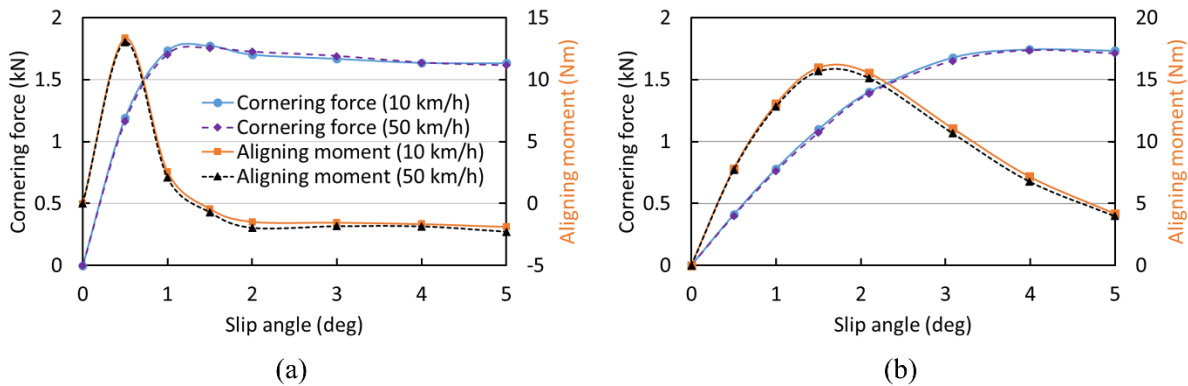 2
1.5
1
0.5
0
Cornering force (kN)
15
10
5
0
-5
Aligning moment (Nm)
Cornering force (10 km/h)
Cornering force (50 km/h)
Aligning moment (10 km/h)
Aligning moment (50 km/h)
0 1 2 3 4 5
Slip angle (deg)
(a)
2
1.5
1
0.5
0
Cornering force (kN)
20
15
10
5
0
Aligning moment (Nm)
0 1 2 3 4 5
Slip angle (deg)
(b)